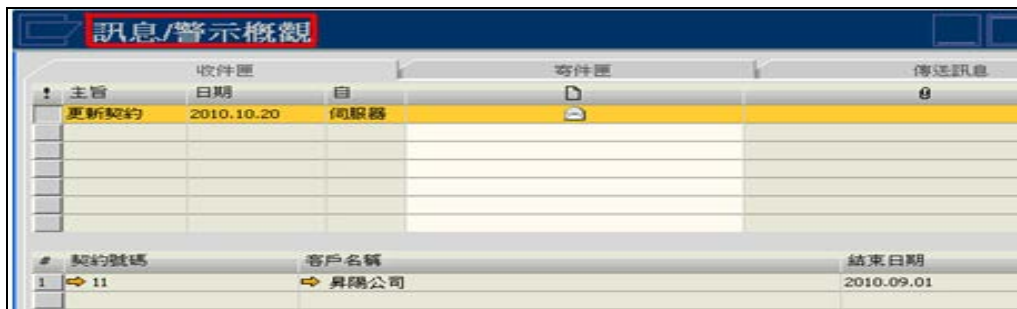 訊息/警示概觀
收件匣 寄件匣 傳送訊息
! 主旨 日期 自
更新契約 2010.10.20 伺服器
# 契約號碼 客戶名稱 結束日期
1 11 昇陽公司 2010.09.01